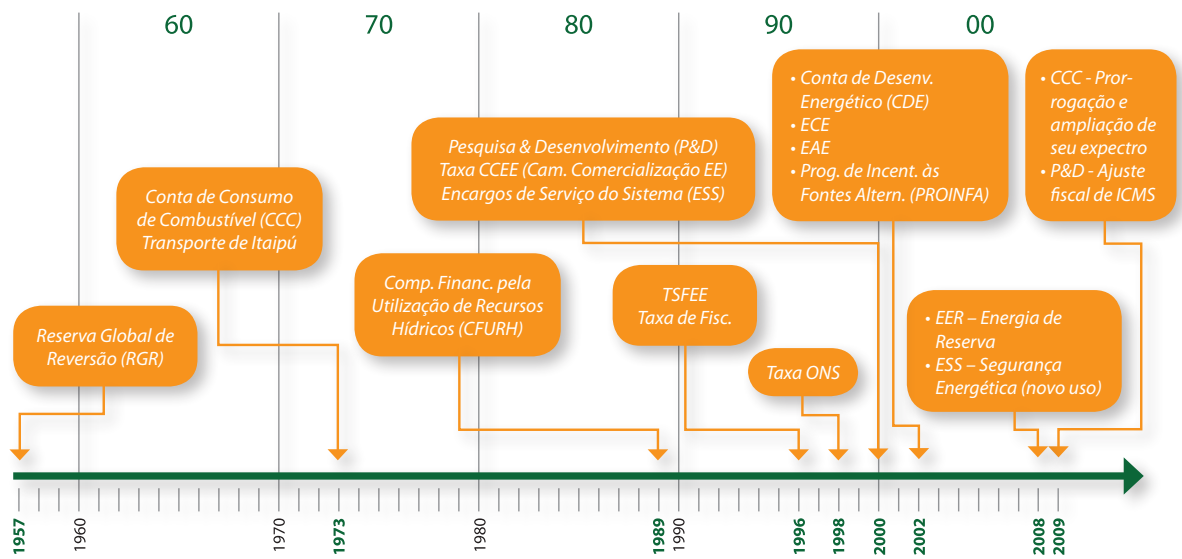 60
70
80
90
00
• Conta de Desenv.
Energético (CDE)
• ECE
• EAE
• Prog. de Incent. às
Fontes Altern. (PROINFA)
• CCC - Pror-
rogação e
ampliação de
seu expectro
• P&D - Ajuste
fiscal de ICMS
Pesquisa & Desenvolvimento (P&D)
Taxa CCEE (Cam. Comercialização EE)
Encargos de Serviço do Sistema (ESS)
Conta de Consumo
de Combustível (CCC)
Transporte de Itaipú
Comp. Financ. pela
Utilização de Recursos
Hídricos (CFURH)
TSFEE
Taxa de Fisc.
• EER – Energia de
Reserva
• ESS – Segurança
Energética (novo uso)
Reserva Global de
Reversão (RGR)
Taxa ONS
1957
1960
1970
1973
1980
1989
1990
1996
1998
2000
2002
2008
2009